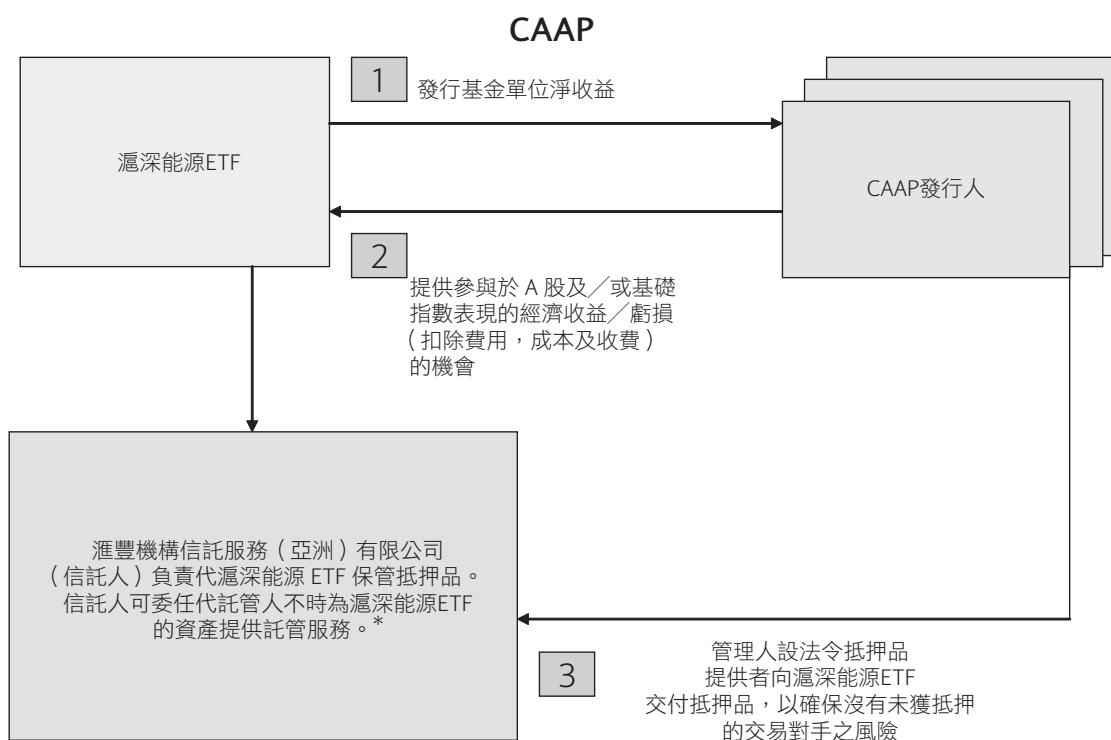 CAAP
1
發行基金單位淨收益
滬深能源ETF
CAAP發行人
2
提供參與於 A 股及／或基礎
指數表現的經濟收益／虧損
（扣除費用，成本及收費）
的機會
滙豐機構信託服務（亞洲）有限公司
（信託人）負責代滬深能源 ETF 保管抵押品。
信託人可委任代託管人不時為滬深能源ETF
的資產提供託管服務。*
3
管理人設法令抵押品
提供者向滬深能源ETF
交付抵押品，以確保沒有未獲抵押
的交易對手之風險